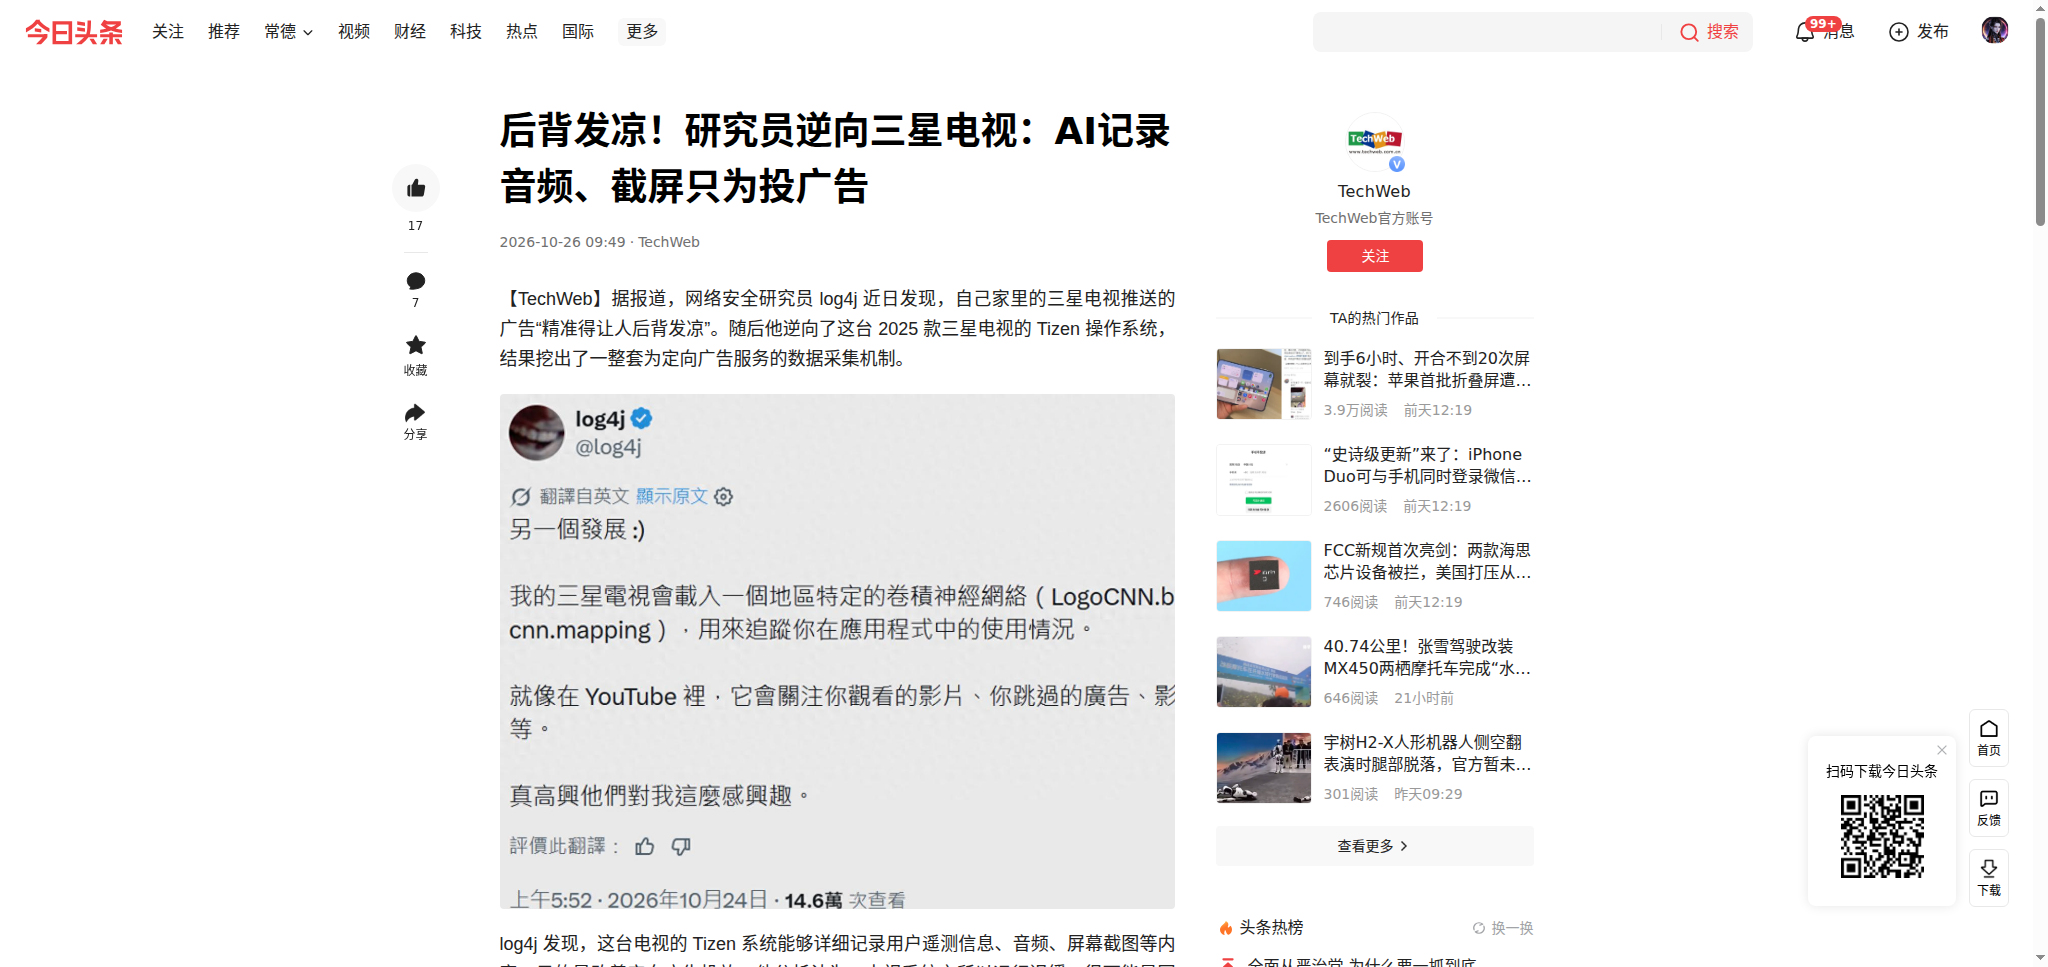 今日头条
关注
推荐
常德
视频
财经
科技
热点
国际
更多
搜索
99+
消息
发布
后背发凉！研究员逆向三星电视：AI记录
音频、截屏只为投广告
2026-10-26 09:49 · TechWeb
17
7
收藏
分享
【TechWeb】据报道，网络安全研究员 log4j 近日发现，自己家里的三星电视推送的
广告“精准得让人后背发凉”。随后他逆向了这台 2025 款三星电视的 Tizen 操作系统，
结果挖出了一整套为定向广告服务的数据采集机制。
log4j
@log4j
翻譯自英文 顯示原文
另一個發展 :)
我的三星電視會載入一個地區特定的卷積神經網絡（LogoCNN.b
cnn.mapping），用來追蹤你在應用程式中的使用情況。
就像在 YouTube 裡，它會關注你觀看的影片、你跳過的廣告、影
等。
真高興他們對我這麼感興趣。
評價此翻譯：
上午5:52 · 2026年10月24日 · 14.6萬 次查看
log4j 发现，这台电视的 Tizen 系统能够详细记录用户遥测信息、音频、屏幕截图等内
TechWeb
www.techweb.com.cn
TechWeb
TechWeb官方账号
关注
TA的热门作品
到手6小时、开合不到20次屏
幕就裂：苹果首批折叠屏遭...
3.9万阅读 前天12:19
“史诗级更新”来了：iPhone
Duo可与手机同时登录微信...
2606阅读 前天12:19
FCC新规首次亮剑：两款海思
芯片设备被拦，美国打压从...
746阅读 前天12:19
40.74公里！张雪驾驶改装
MX450两栖摩托车完成“水...
646阅读 21小时前
宇树H2-X人形机器人侧空翻
表演时腿部脱落，官方暂未...
301阅读 昨天09:29
查看更多
头条热榜
换一换
全面从严治党 为什么要一抓到底
扫码下载今日头条
首页
反馈
下载